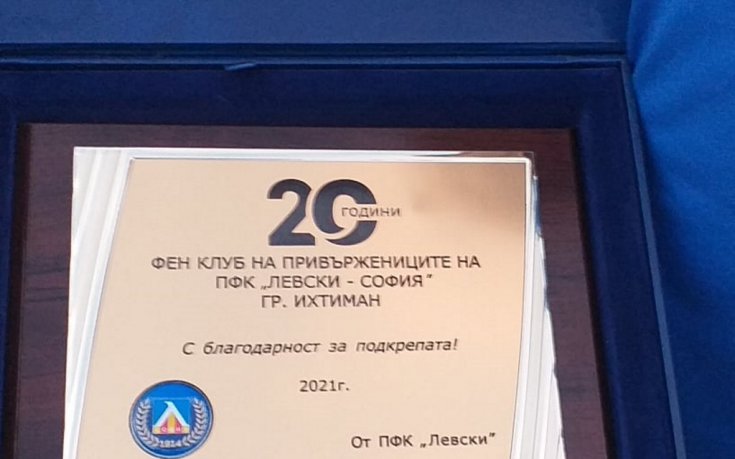 20 ГОДИНИ
ФЕН КЛУБ НА ПРИВЪРЖЕНИЦИТЕ НА
ПФК „ЛЕВСКИ - СОФИЯ”
ГР. ИХТИМАН
С благодарност за подкрепата!
2021г.
1914
От ПФК „Левски”